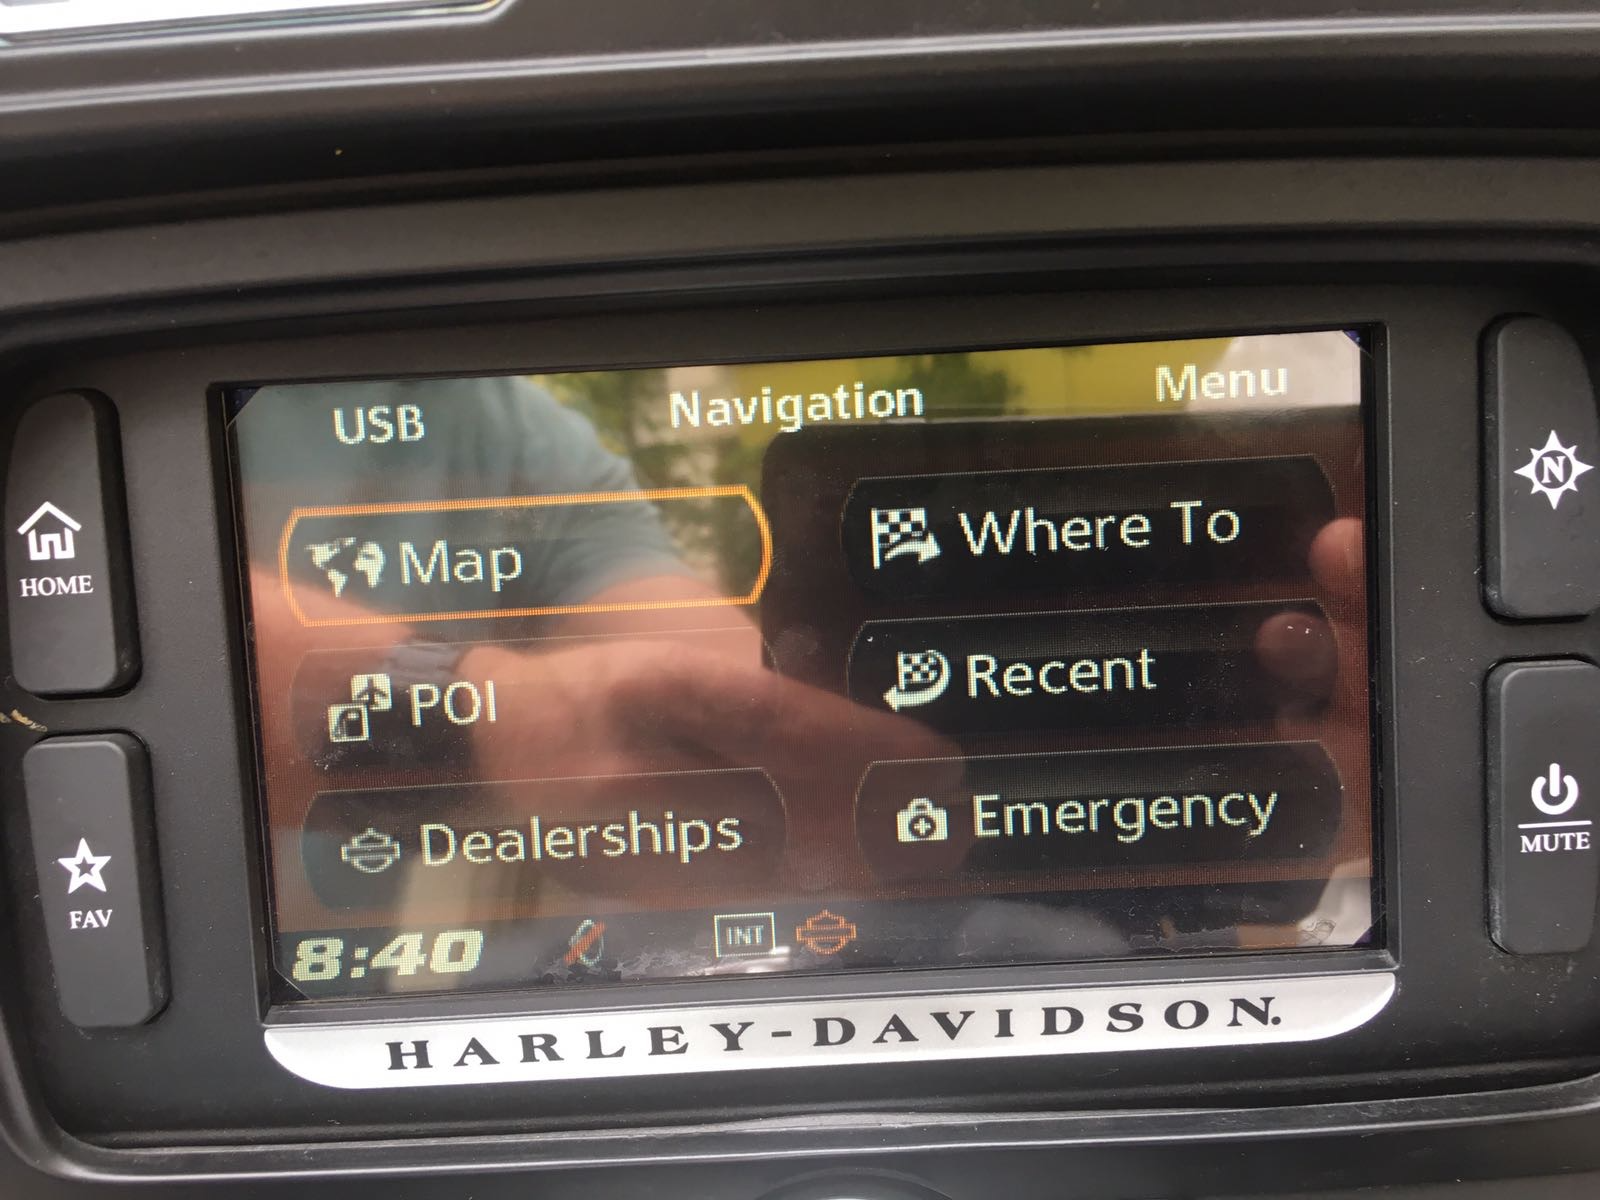 USB Navigation Menu
Map Where To
POI Recent
Dealerships Emergency
8:40 INT
HARLEY-DAVIDSON.
HOME
FAV
N
MUTE